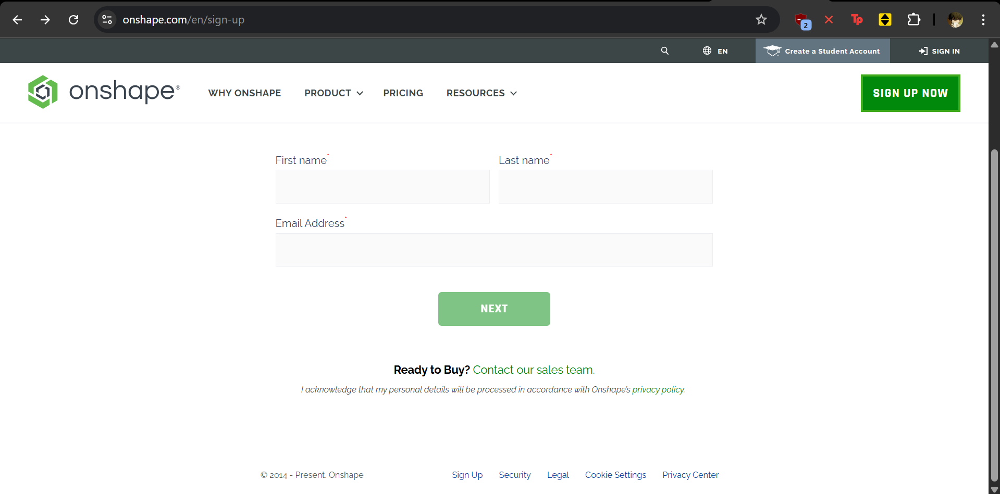 onshape.com/en/sign-up
2
Tp
EN
Create a Student Account
SIGN IN
onshape®
WHY ONSHAPE
PRODUCT
PRICING
RESOURCES
SIGN UP NOW
First name*
Last name*
Email Address*
NEXT
Ready to Buy? Contact our sales team.
I acknowledge that my personal details will be processed in accordance with Onshape's privacy policy.
© 2014 - Present. Onshape
Sign Up
Security
Legal
Cookie Settings
Privacy Center